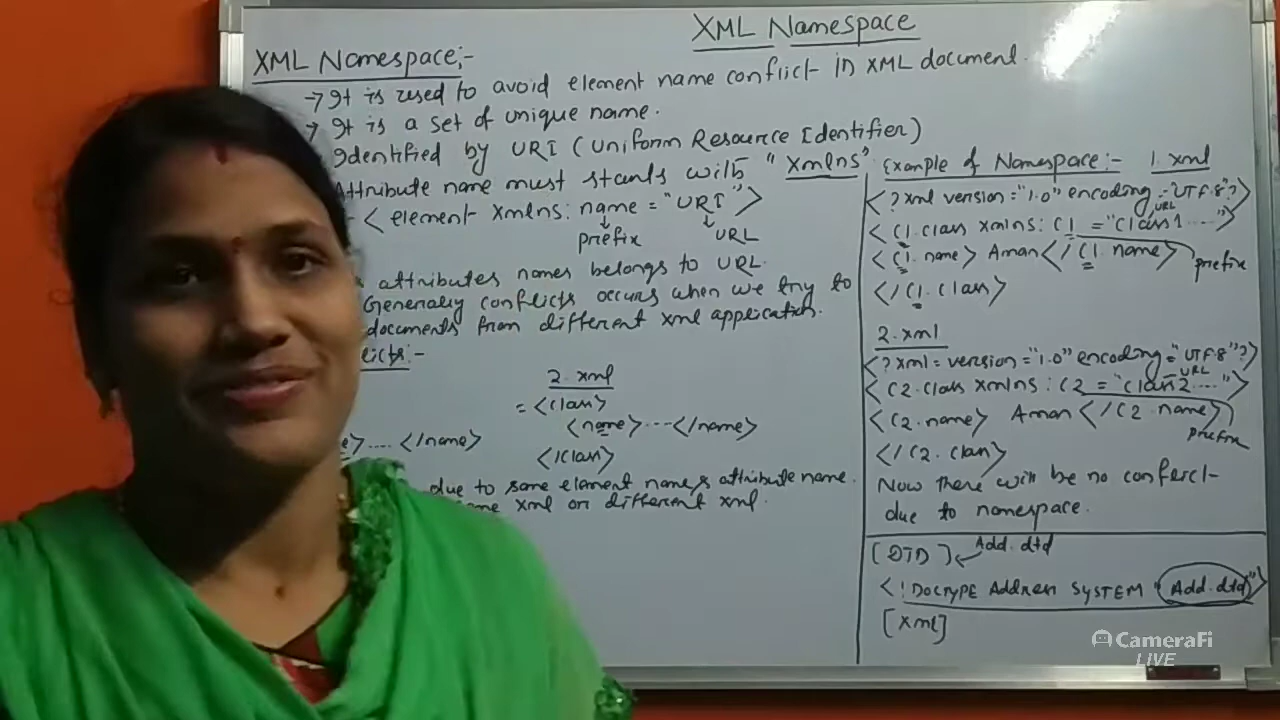 XML Namespace
XML Namespace:-
→ It is used to avoid element name conflict in XML document.
→ It is a set of unique name.
Identified by URI (Uniform Resource Identifier)
Attribute name must starts with "xmlns"
< element xmlns: name = "URI">
prefix URL
attributes names belongs to URL.
Generally conflicts occurs when we try to
documents from different xml application.
licts:-
2. xml
= <class>
<name>....</name>
</class>
e>.... </name>
due to same element name & attribute name.
ame xml or different xml.
Example of Namespace:- 1. xml
<?xml version="1.0" encoding="UTF-8"?>
URL
< C1.class xmlns: C1 = "class1....">
< C1.name> Aman</C1 name>
prefix
</C1.class>
2. xml
<?xml= version="1.0" encoding="UTF-8"?>
URL
< C2.class xmlns: C2 = "class2....">
<C2.name> Aman </C2 name>
prefix
</C2. class>
Now there will be no conferct
due to namespace.
[DTD] Add.dtd
<!DOCTYPE Address SYSTEM "Add.dtd">
[xml]
CameraFi
LIVE